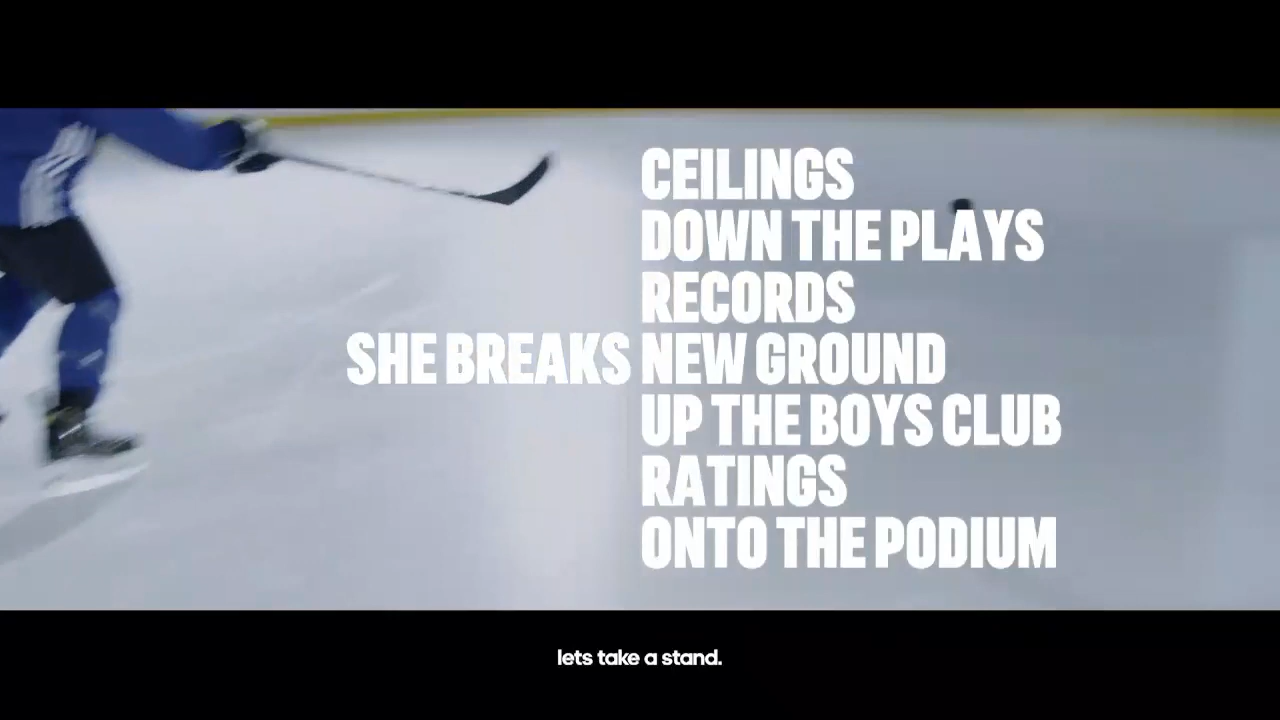 CEILINGS
DOWN THE PLAYS
RECORDS
SHE BREAKS NEW GROUND
UP THE BOYS CLUB
RATINGS
ONTO THE PODIUM
lets take a stand.